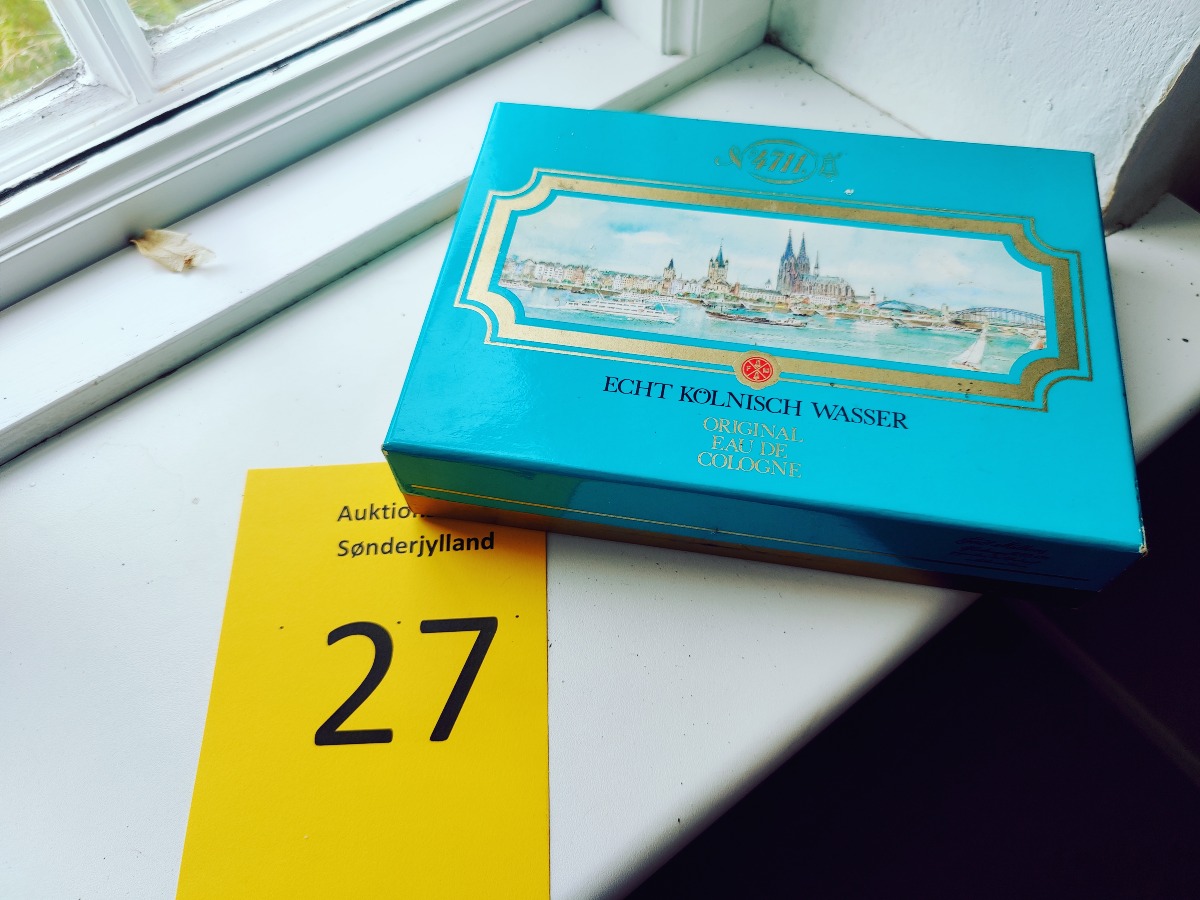 Nº 4711.
ECHT KÖLNISCH WASSER
ORIGINAL
EAU DE
COLOGNE
Sønderjylland
27